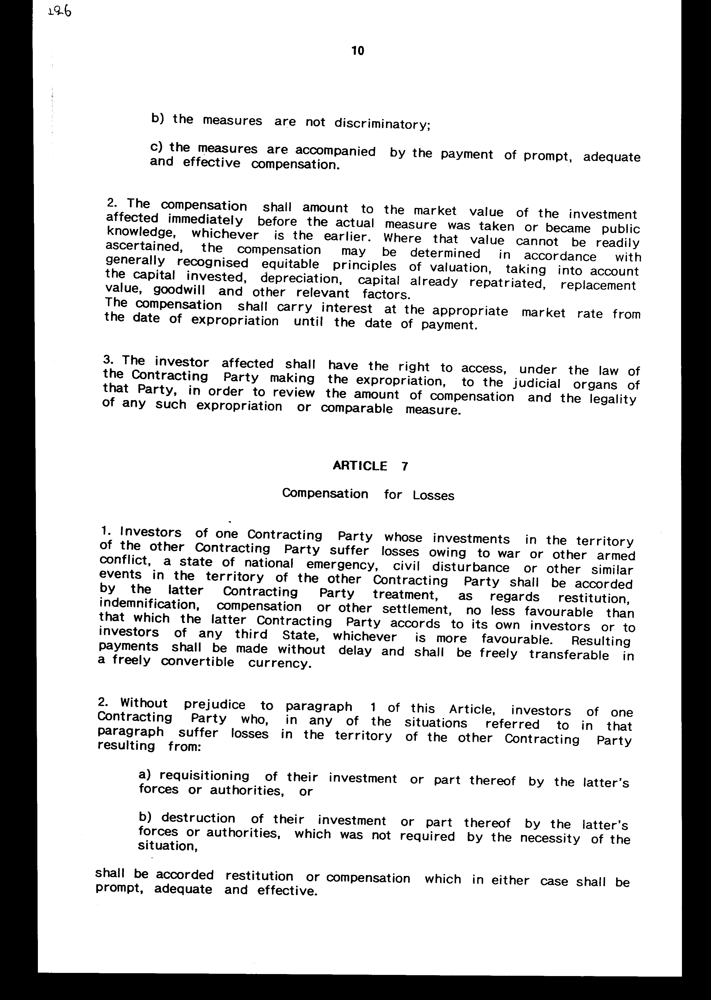 126
10
b) the measures are not discriminatory;
c) the measures are accompanied by the payment of prompt, adequate
and effective compensation.
2. The compensation shall amount to the market value of the investment
affected immediately before the actual measure was taken or became public
knowledge, whichever is the earlier. Where that value cannot be readily
ascertained, the compensation may be determined in accordance with
generally recognised equitable principles of valuation, taking into account
the capital invested, depreciation, capital already repatriated, replacement
value, goodwill and other relevant factors.
The compensation shall carry interest at the appropriate market rate from
the date of expropriation until the date of payment.
3. The investor affected shall have the right to access, under the law of
the Contracting Party making the expropriation, to the judicial organs of
that Party, in order to review the amount of compensation and the legality
of any such expropriation or comparable measure.
ARTICLE 7
Compensation for Losses
1. Investors of one Contracting Party whose investments in the territory
of the other Contracting Party suffer losses owing to war or other armed
conflict, a state of national emergency, civil disturbance or other similar
events in the territory of the other Contracting Party shall be accorded
by the latter Contracting Party treatment, as regards restitution,
indemnification, compensation or other settlement, no less favourable than
that which the latter Contracting Party accords to its own investors or to
investors of any third State, whichever is more favourable. Resulting
payments shall be made without delay and shall be freely transferable in
a freely convertible currency.
2. Without prejudice to paragraph 1 of this Article, investors of one
Contracting Party who, in any of the situations referred to in that
paragraph suffer losses in the territory of the other Contracting Party
resulting from:
a) requisitioning of their investment or part thereof by the latter's
forces or authorities, or
b) destruction of their investment or part thereof by the latter's
forces or authorities, which was not required by the necessity of the
situation,
shall be accorded restitution or compensation which in either case shall be
prompt, adequate and effective.